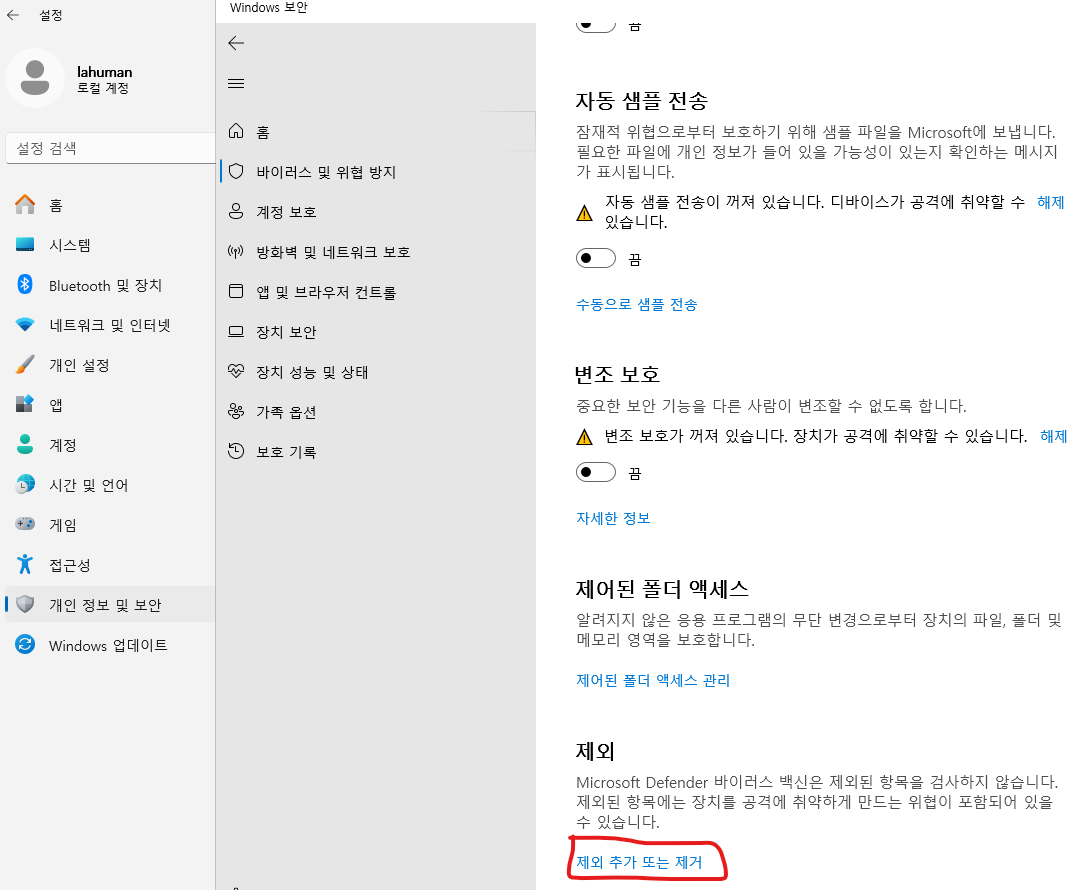 설정
lahuman
로컬 계정
설정 검색
홈
시스템
Bluetooth 및 장치
네트워크 및 인터넷
개인 설정
앱
계정
시간 및 언어
게임
접근성
개인 정보 및 보안
Windows 업데이트
Windows 보안
홈
바이러스 및 위협 방지
계정 보호
방화벽 및 네트워크 보호
앱 및 브라우저 컨트롤
장치 보안
장치 성능 및 상태
가족 옵션
보호 기록
끔
자동 샘플 전송
잠재적 위협으로부터 보호하기 위해 샘플 파일을 Microsoft에 보냅니다.
필요한 파일에 개인 정보가 들어 있을 가능성이 있는지 확인하는 메시지
가 표시됩니다.
자동 샘플 전송이 꺼져 있습니다. 디바이스가 공격에 취약할 수 해제
있습니다.
끔
수동으로 샘플 전송
변조 보호
중요한 보안 기능을 다른 사람이 변조할 수 없도록 합니다.
변조 보호가 꺼져 있습니다. 장치가 공격에 취약할 수 있습니다. 해제
끔
자세한 정보
제어된 폴더 액세스
알려지지 않은 응용 프로그램의 무단 변경으로부터 장치의 파일, 폴더 및
메모리 영역을 보호합니다.
제어된 폴더 액세스 관리
제외
Microsoft Defender 바이러스 백신은 제외된 항목을 검사하지 않습니다.
제외된 항목에는 장치를 공격에 취약하게 만드는 위협이 포함되어 있을
수 있습니다.
제외 추가 또는 제거